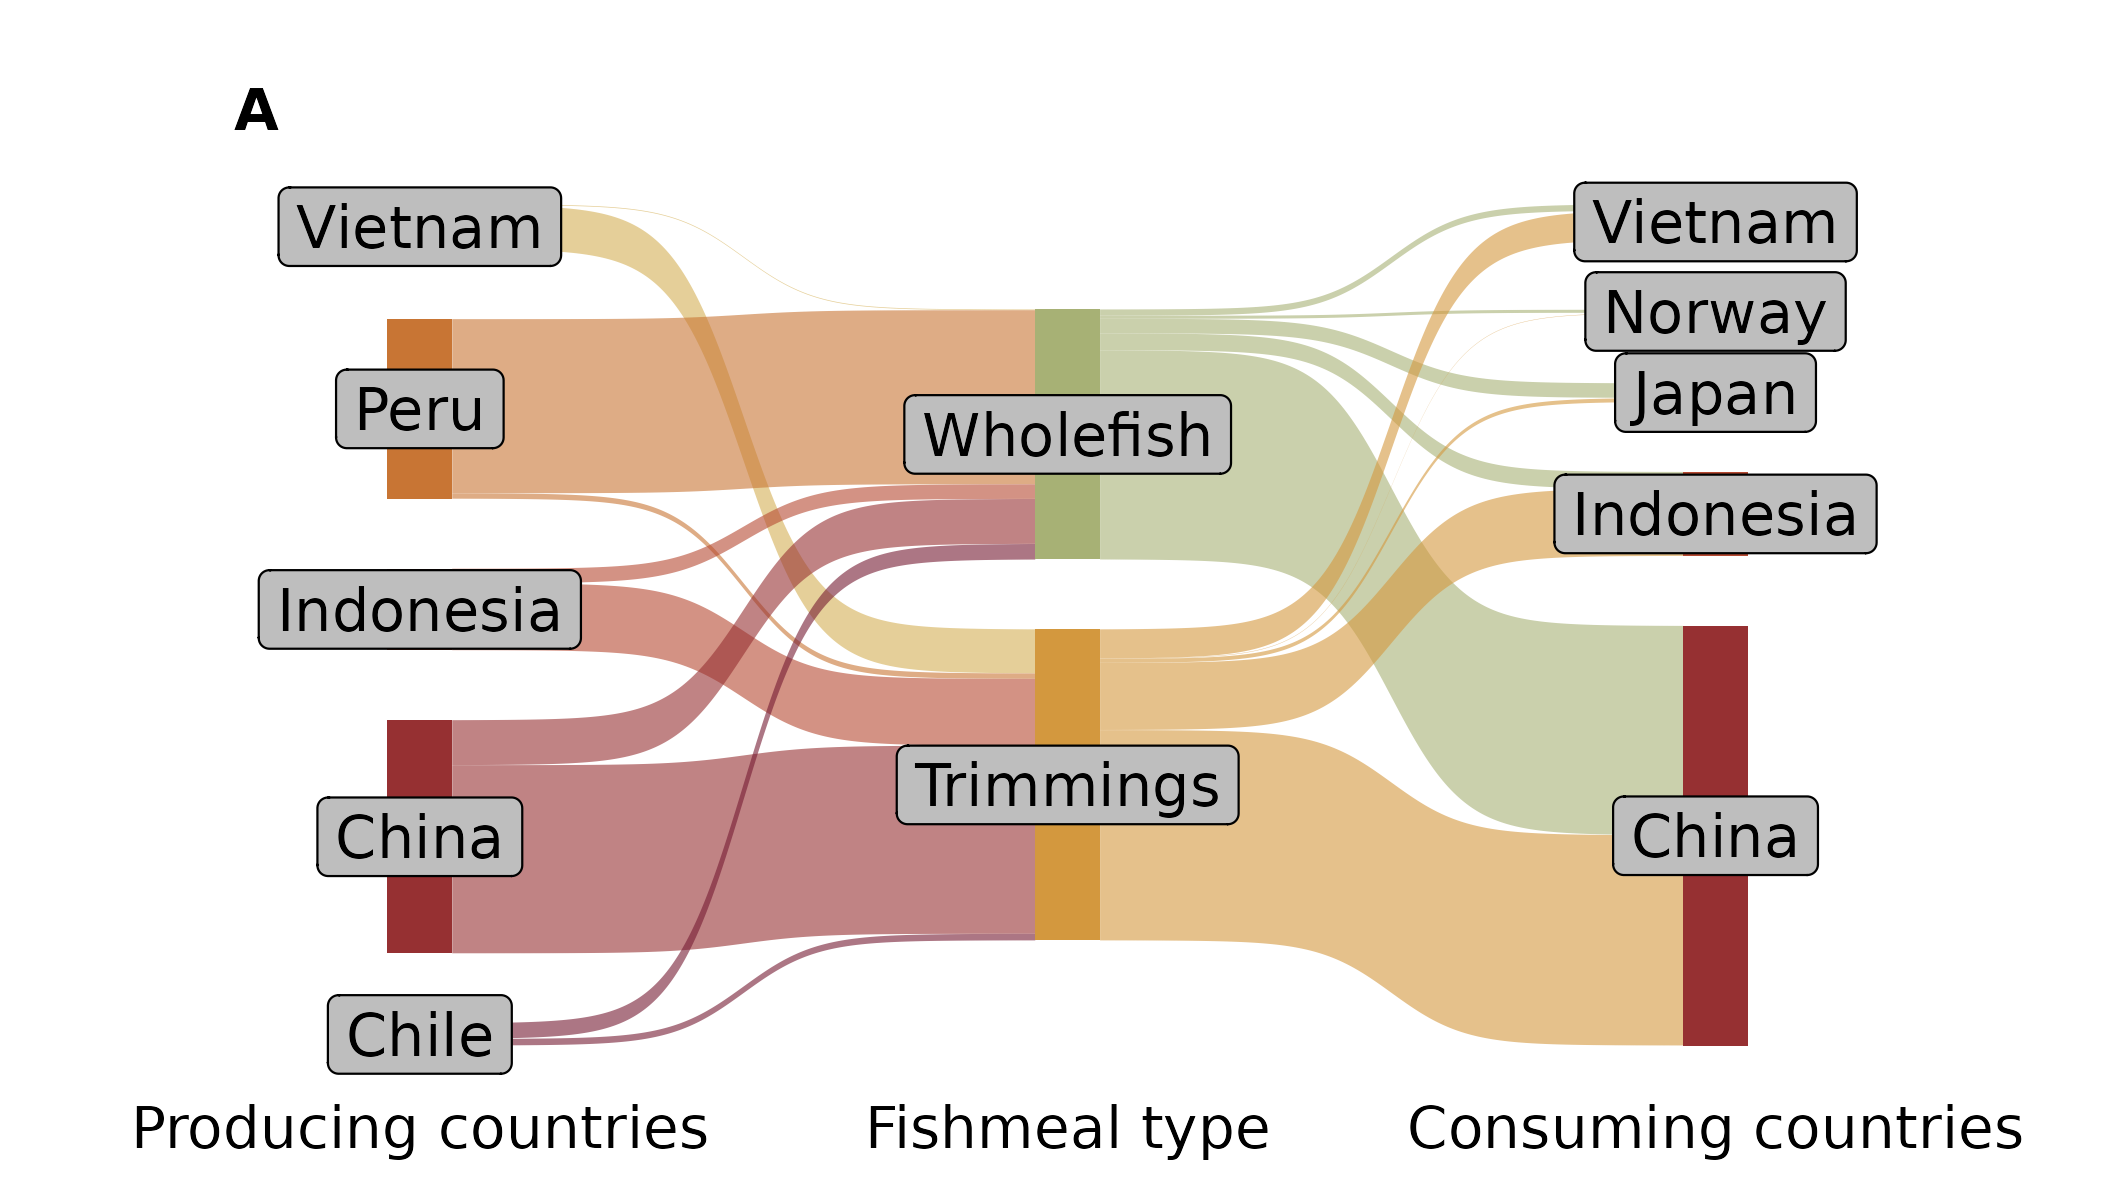 A
Vietnam
Peru
Indonesia
China
Chile
Wholefish
Trimmings
Vietnam
Norway
Japan
Indonesia
China
Producing countries
Fishmeal type
Consuming countries